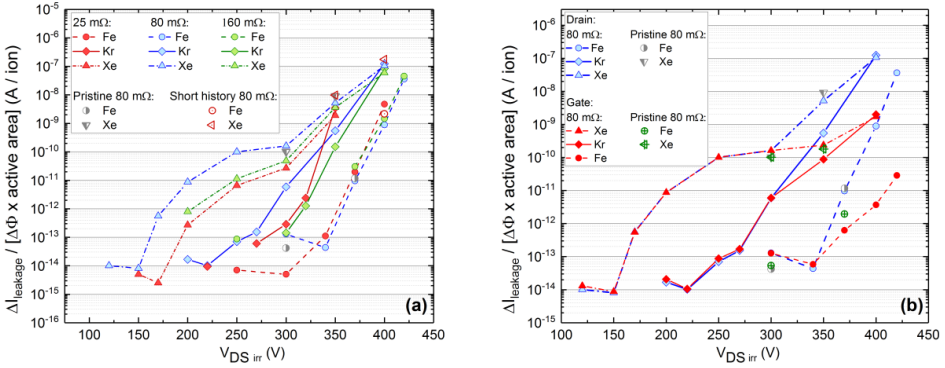 25 mΩ: 80 mΩ: 160 mΩ:
Fe Fe Fe
Kr Kr Kr
Xe Xe Xe
Pristine 80 mΩ: Short history 80 mΩ:
Fe Fe
Xe Xe
10⁻⁵
10⁻⁶
10⁻⁷
10⁻⁸
10⁻⁹
10⁻¹⁰
10⁻¹¹
10⁻¹²
10⁻¹³
10⁻¹⁴
10⁻¹⁵
10⁻¹⁶
ΔI_leakage / [ΔΦ x active area] (A / ion)
100 150 200 250 300 350 400 450
V_DS irr (V)
(a)
Drain:
80 mΩ: Pristine 80 mΩ:
Fe Fe
Kr Xe
Xe
Gate:
80 mΩ: Pristine 80 mΩ:
Xe Fe
Kr Xe
Fe
10⁻⁵
10⁻⁶
10⁻⁷
10⁻⁸
10⁻⁹
10⁻¹⁰
10⁻¹¹
10⁻¹²
10⁻¹³
10⁻¹⁴
ΔI_leakage / [ΔΦ x active area] (A / ion)
100 150 200 250 300 350 400 450
V_DS irr (V)
(b)